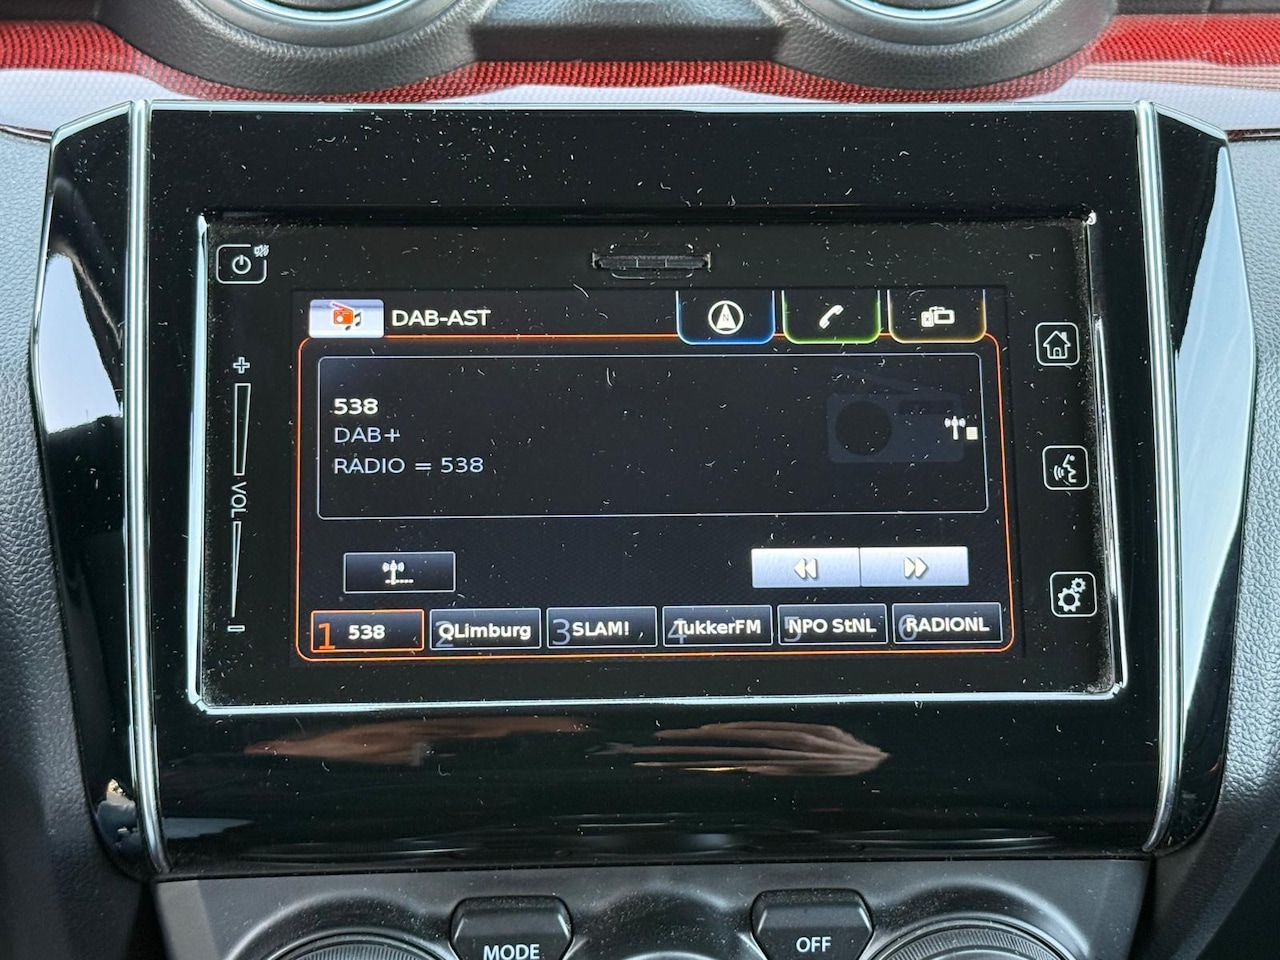 DAB-AST
538
DAB+
RADIO = 538
VOL
1 538
2 QLimburg
3 SLAM!
4 TukkerFM
5 NPO StNL
6 RADIONL
MODE
OFF